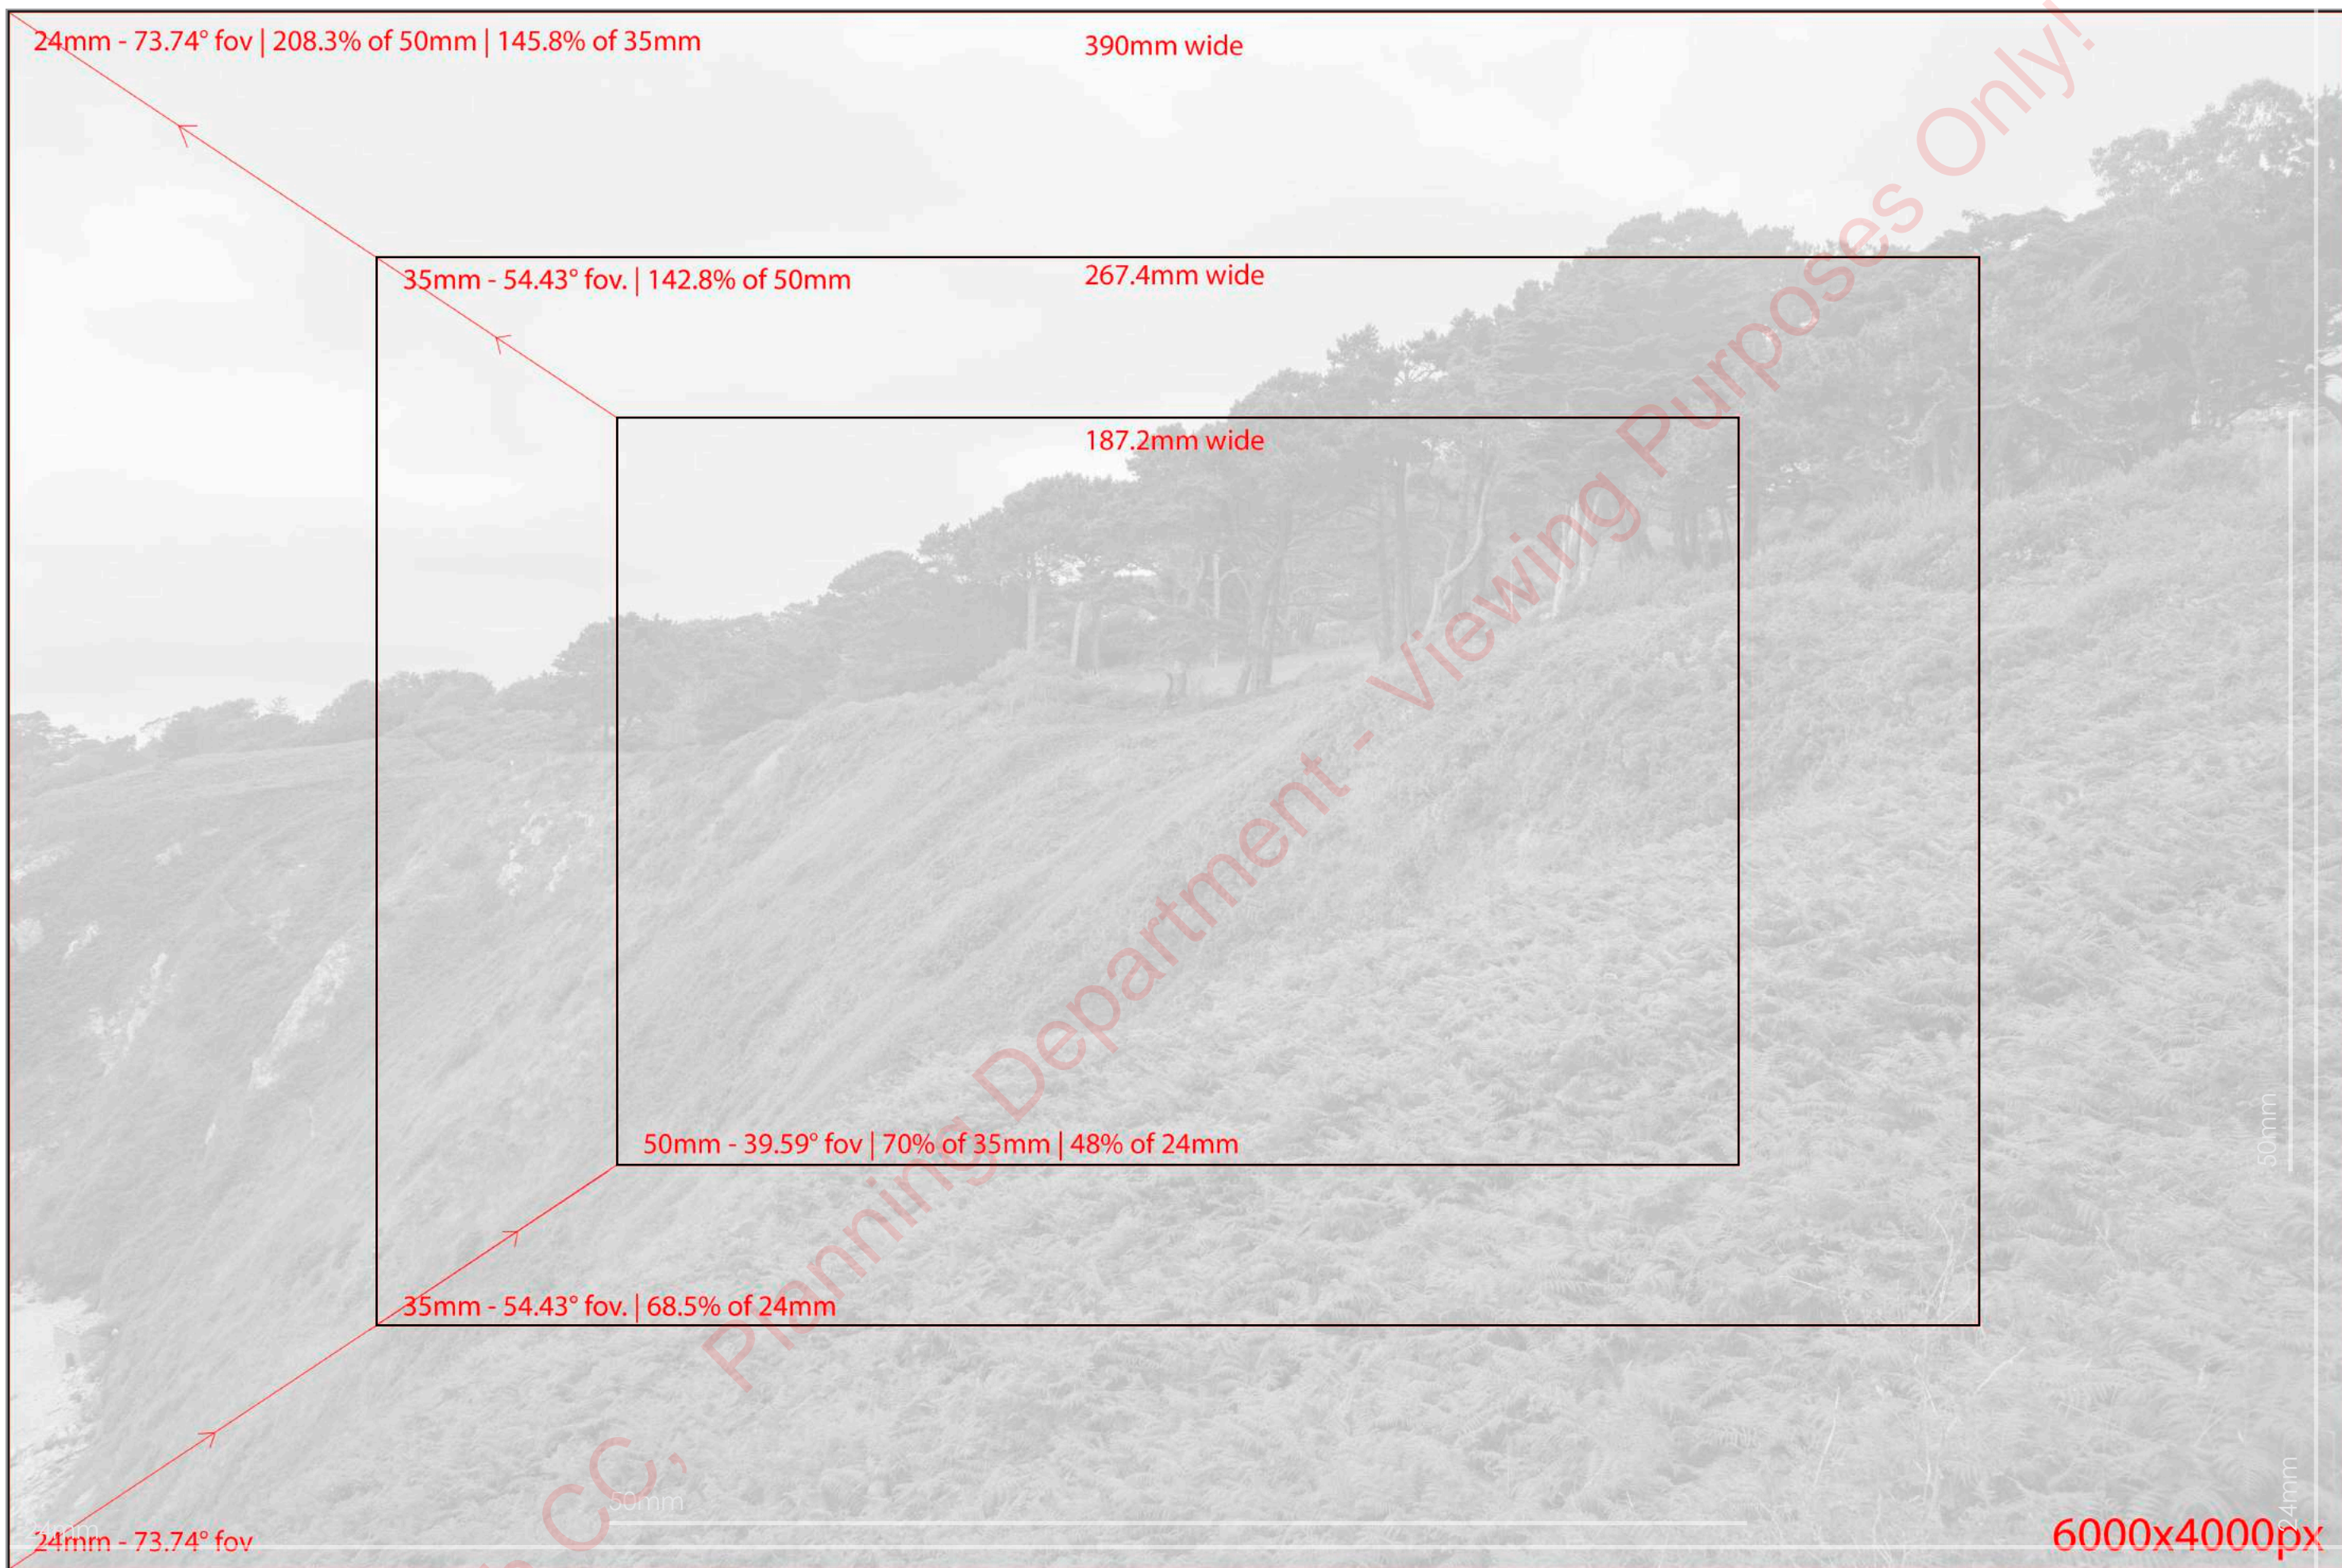 24mm - 73.74° fov | 208.3% of 50mm | 145.8% of 35mm
390mm wide
35mm - 54.43° fov. | 142.8% of 50mm
267.4mm wide
187.2mm wide
50mm - 39.59° fov | 70% of 35mm | 48% of 24mm
35mm - 54.43° fov. | 68.5% of 24mm
24mm - 73.74° fov
6000x4000px
CC, Planning Department - Viewing Purposes Only!
50mm
50mm
24mm